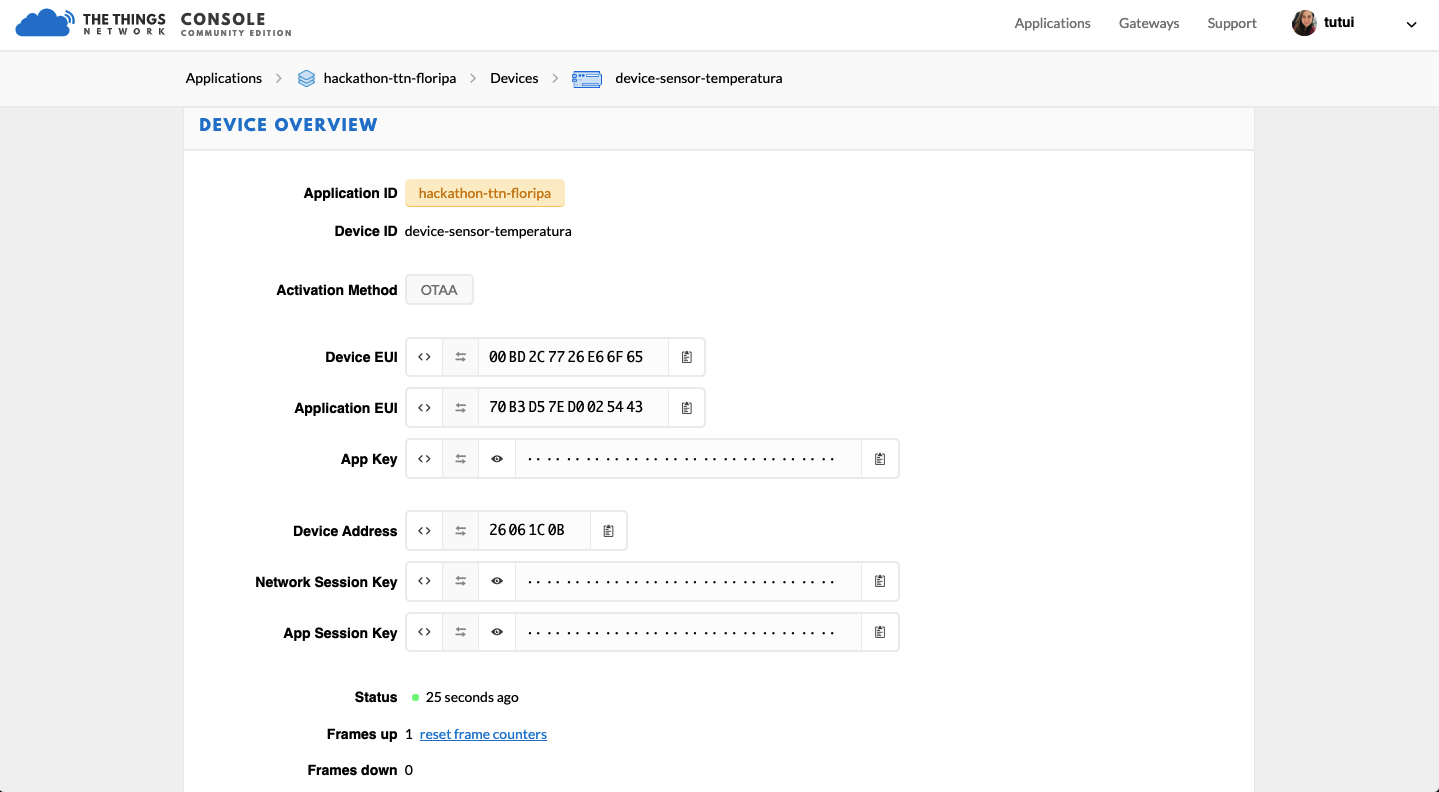 THE THINGS NETWORK CONSOLE COMMUNITY EDITION
Applications Gateways Support tutui
Applications hackathon-ttn-floripa Devices device-sensor-temperatura
DEVICE OVERVIEW
Application ID hackathon-ttn-floripa
Device ID device-sensor-temperatura
Activation Method OTAA
Device EUI 00 BD 2C 77 26 E6 6F 65
Application EUI 70 B3 D5 7E D0 02 54 43
App Key
Device Address 26 06 1C 0B
Network Session Key
App Session Key
Status 25 seconds ago
Frames up 1 reset frame counters
Frames down 0